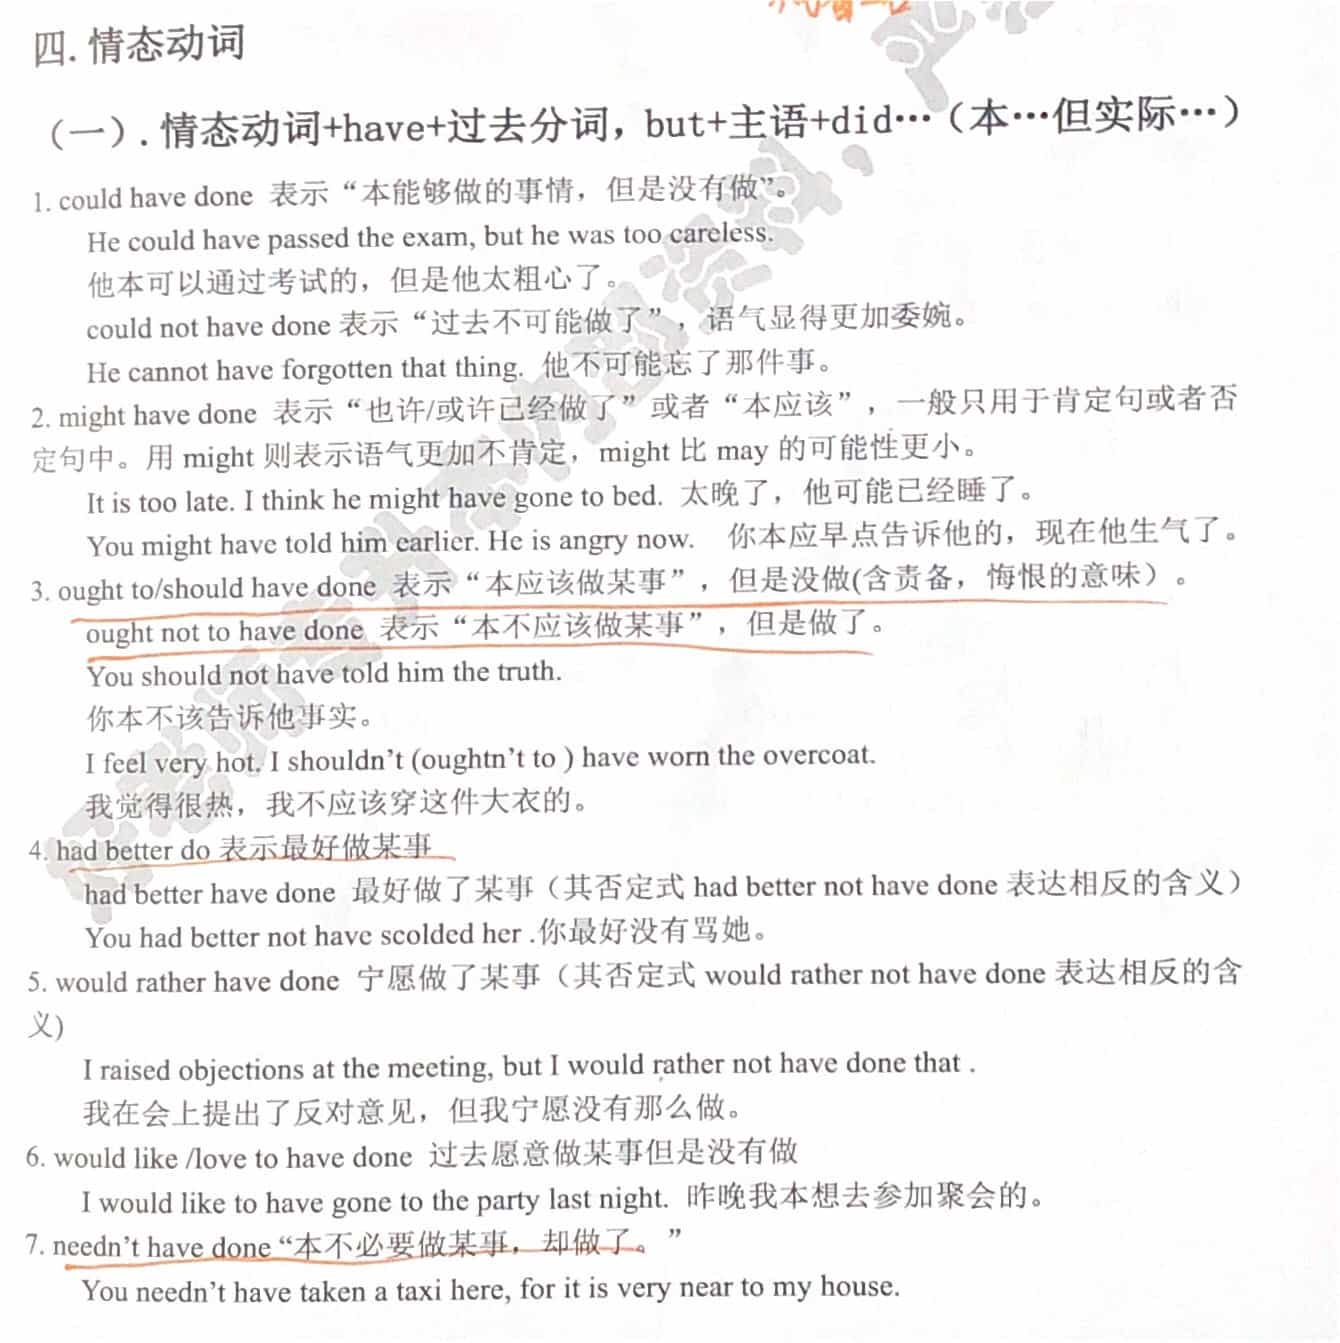 四. 情态动词
（一）. 情态动词+have+过去分词，but+主语+did…（本…但实际…）
1. could have done 表示“本能够做的事情，但是没有做”。
He could have passed the exam, but he was too careless.
他本可以通过考试的，但是他太粗心了。
could not have done 表示“过去不可能做了”，语气显得更加委婉。
He cannot have forgotten that thing. 他不可能忘了那件事。
2. might have done 表示“也许/或许已经做了”或者“本应该”，一般只用于肯定句或者否
定句中。用 might 则表示语气更加不肯定，might 比 may 的可能性更小。
It is too late. I think he might have gone to bed. 太晚了，他可能已经睡了。
You might have told him earlier. He is angry now. 你本应早点告诉他的，现在他生气了。
3. ought to/should have done 表示“本应该做某事”，但是没做(含责备，悔恨的意味）。
ought not to have done 表示“本不应该做某事”，但是做了。
You should not have told him the truth.
你本不该告诉他事实。
I feel very hot. I shouldn’t (oughtn’t to ) have worn the overcoat.
我觉得很热，我不应该穿这件大衣的。
4. had better do 表示最好做某事
had better have done 最好做了某事（其否定式 had better not have done 表达相反的含义）
You had better not have scolded her .你最好没有骂她。
5. would rather have done 宁愿做了某事（其否定式 would rather not have done 表达相反的含
义)
I raised objections at the meeting, but I would rather not have done that .
我在会上提出了反对意见，但我宁愿没有那么做。
6. would like /love to have done 过去愿意做某事但是没有做
I would like to have gone to the party last night. 昨晚我本想去参加聚会的。
7. needn’t have done “本不必要做某事，却做了。”
You needn’t have taken a taxi here, for it is very near to my house.